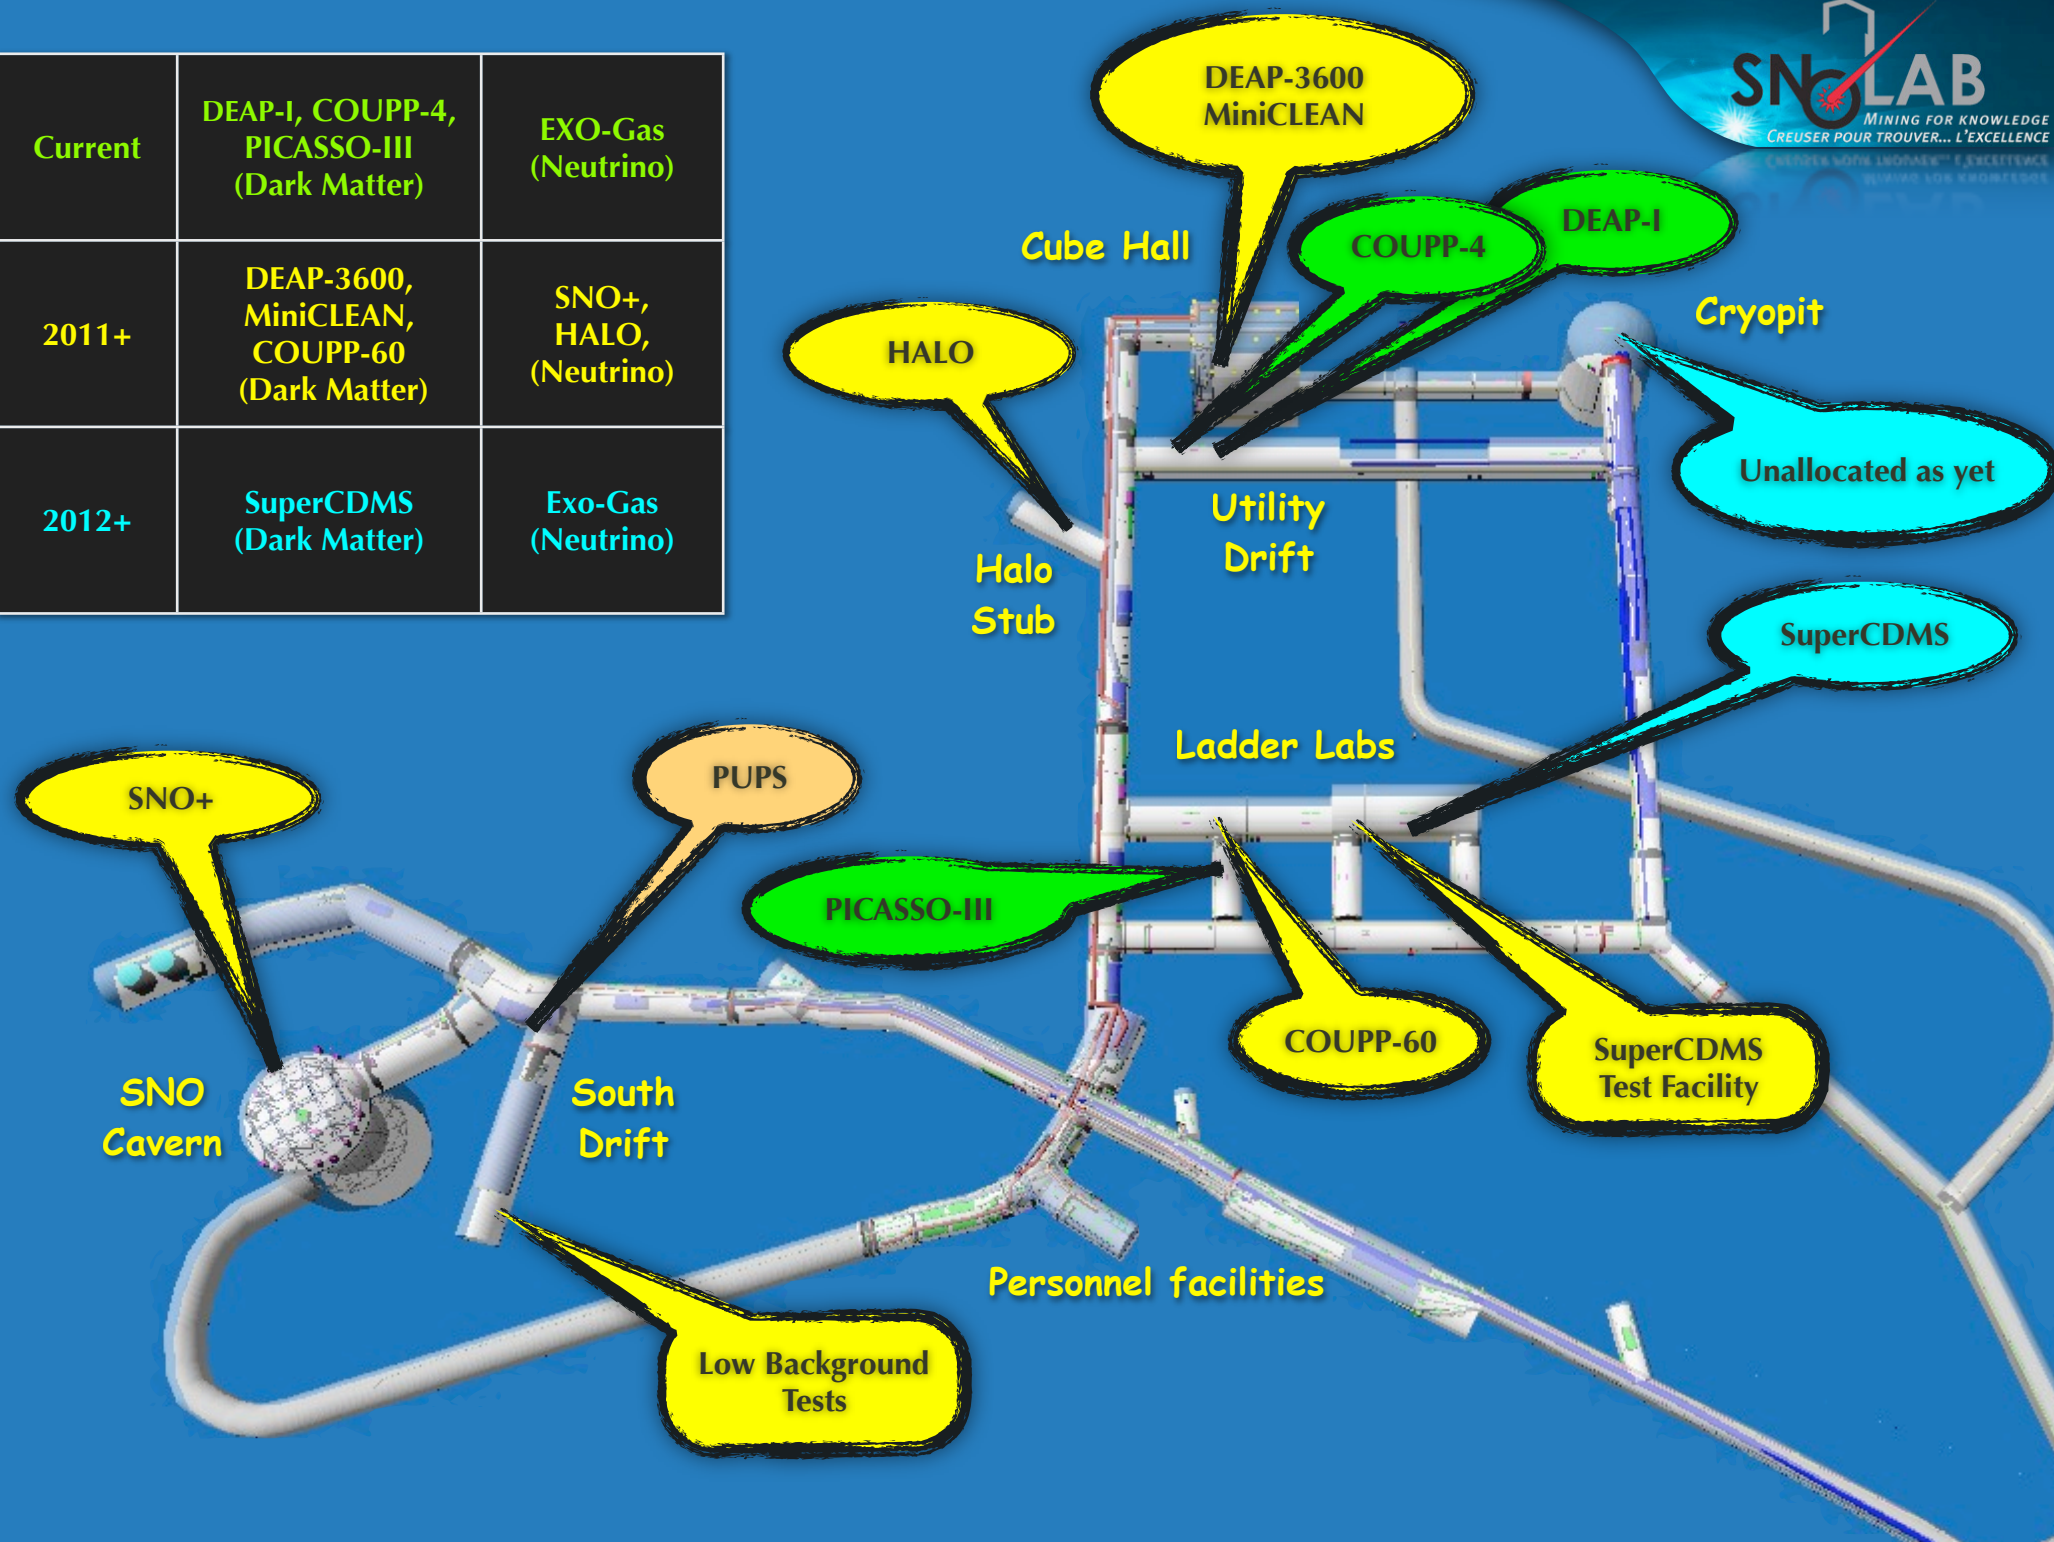 SNOLAB
MINING FOR KNOWLEDGE
CREUSER POUR TROUVER... L'EXCELLENCE
Current
DEAP-I, COUPP-4,
PICASSO-III
(Dark Matter)
EXO-Gas
(Neutrino)
2011+
DEAP-3600,
MiniCLEAN,
COUPP-60
(Dark Matter)
SNO+,
HALO,
(Neutrino)
2012+
SuperCDMS
(Dark Matter)
Exo-Gas
(Neutrino)
DEAP-3600
MiniCLEAN
DEAP-I
COUPP-4
Cube Hall
Cryopit
HALO
Unallocated as yet
Utility
Drift
Halo
Stub
SuperCDMS
Ladder Labs
PUPS
SNO+
PICASSO-III
COUPP-60
SuperCDMS
Test Facility
SNO
Cavern
South
Drift
Personnel facilities
Low Background
Tests